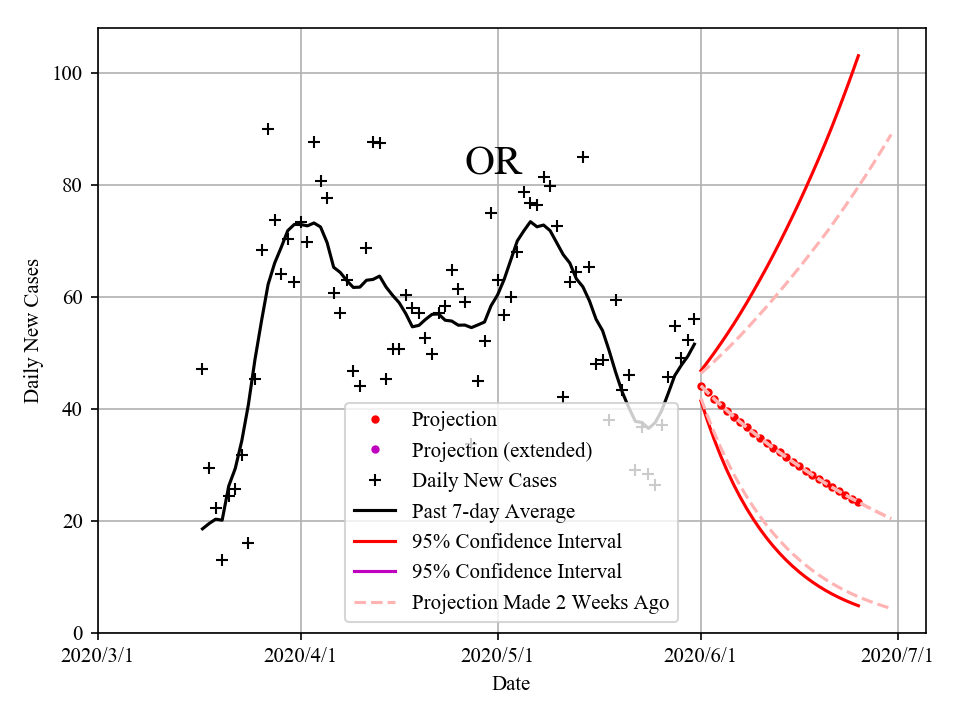 100
80
60
40
20
0
Daily New Cases
OR
Projection
Projection (extended)
Daily New Cases
Past 7-day Average
95% Confidence Interval
95% Confidence Interval
Projection Made 2 Weeks Ago
2020/3/1 2020/4/1 2020/5/1 2020/6/1 2020/7/1
Date